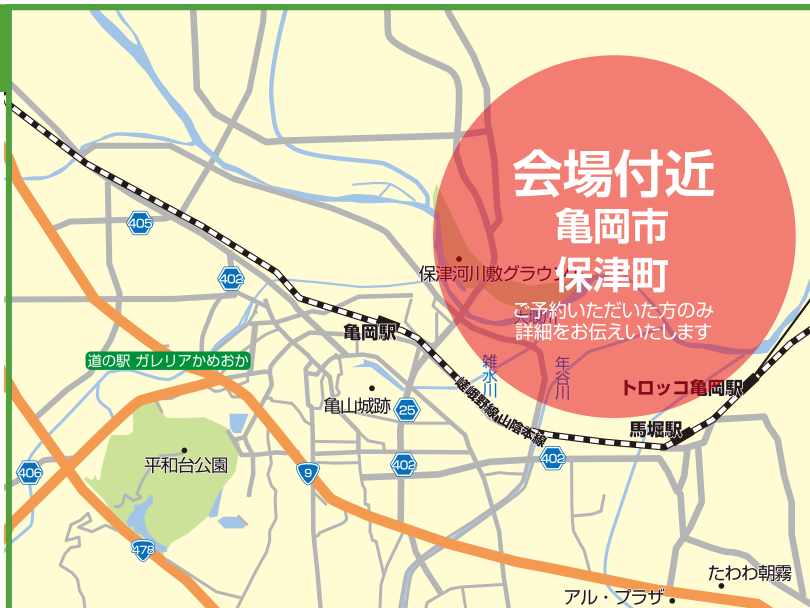 会場付近
亀岡市
保津町
ご予約いただいた方のみ
詳細をお伝えいたします
405
402
保津河川敷グラウン
亀岡駅
道の駅 ガレリアかめおか
雑水川
年谷川
トロッコ亀岡駅
亀山城跡
25
嵯峨野線,山陰本線
馬堀駅
平和台公園
406
9
402
402
478
たわわ朝霧
アル・プラザ